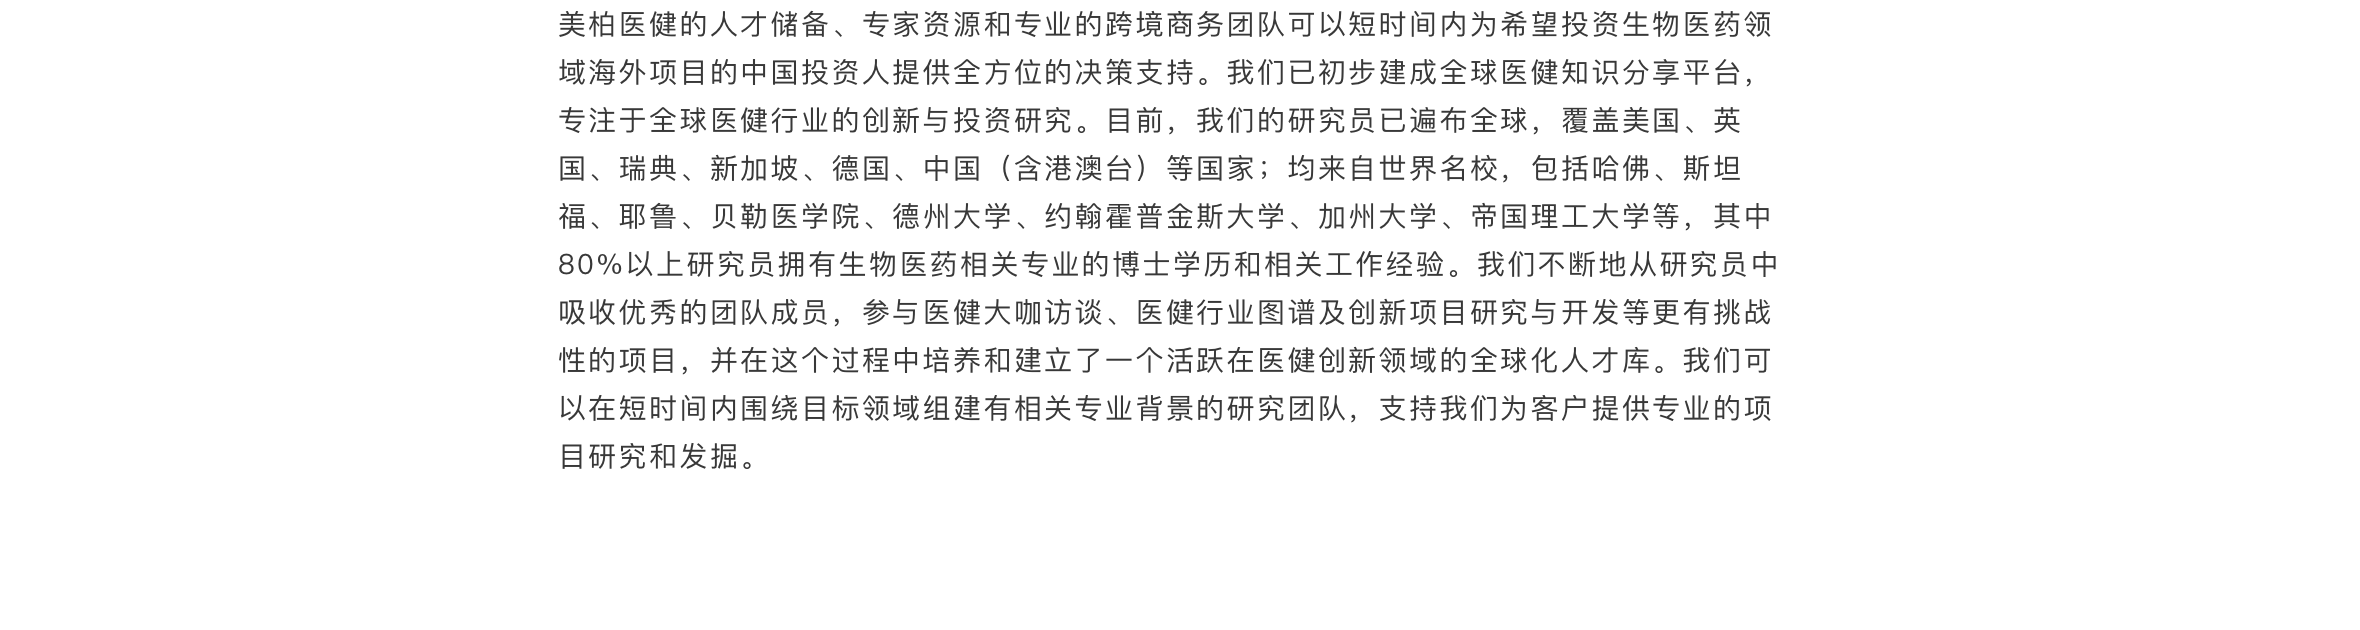 美柏医健的人才储备、专家资源和专业的跨境商务团队可以短时间内为希望投资生物医药领
域海外项目的中国投资人提供全方位的决策支持。我们已初步建成全球医健知识分享平台，
专注于全球医健行业的创新与投资研究。目前，我们的研究员已遍布全球，覆盖美国、英
国、瑞典、新加坡、德国、中国（含港澳台）等国家；均来自世界名校，包括哈佛、斯坦
福、耶鲁、贝勒医学院、德州大学、约翰霍普金斯大学、加州大学、帝国理工大学等，其中
80%以上研究员拥有生物医药相关专业的博士学历和相关工作经验。我们不断地从研究员中
吸收优秀的团队成员，参与医健大咖访谈、医健行业图谱及创新项目研究与开发等更有挑战
性的项目，并在这个过程中培养和建立了一个活跃在医健创新领域的全球化人才库。我们可
以在短时间内围绕目标领域组建有相关专业背景的研究团队，支持我们为客户提供专业的项
目研究和发掘。